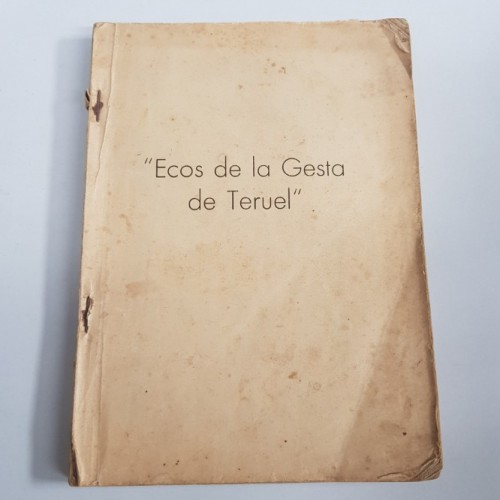 "Ecos de la Gesta
de Teruel"